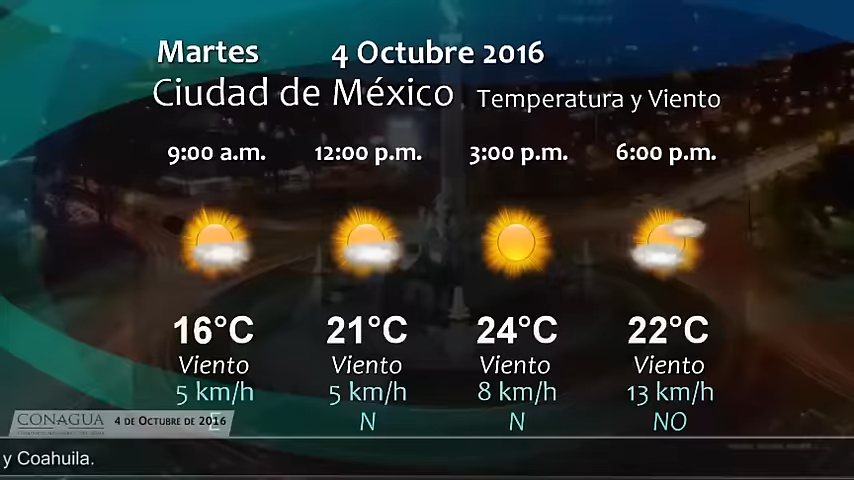 Martes 4 Octubre 2016
Ciudad de México Temperatura y Viento
9:00 a.m. 12:00 p.m. 3:00 p.m. 6:00 p.m.
16°C 21°C 24°C 22°C
Viento Viento Viento Viento
5 km/h 5 km/h 8 km/h 13 km/h
E N N NO
CONAGUA 4 DE OCTUBRE DE 2016
y Coahuila.